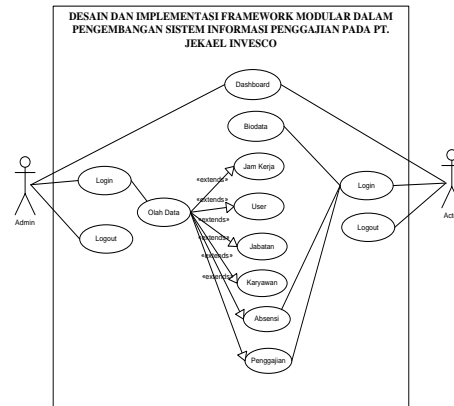 DESAIN DAN IMPLEMENTASI FRAMEWORK MODULAR DALAM
PENGEMBANGAN SISTEM INFORMASI PENGGAJIAN PADA PT.
JEKAEL INVESCO
Dashboard
Biodata
Jam Kerja
«extends»
Login
Login
User
«extends»
Olah Data
«extends»
Admin
Act
Logout
Logout
Jabatan
«extends»
«extends»
Karyawan
Absensi
Penggajian